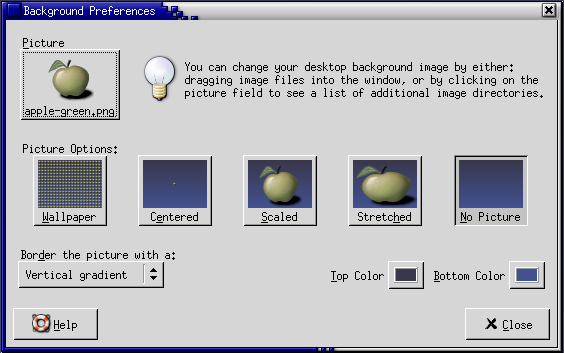 Background Preferences
Picture
apple-green.png
You can change your desktop background image by either:
dragging image files into the window, or by clicking on the
picture field to see a list of additional image directories.
Picture Options:
Wallpaper
Centered
Scaled
Stretched
No Picture
Border the picture with a:
Vertical gradient
Top Color
Bottom Color
Help
Close